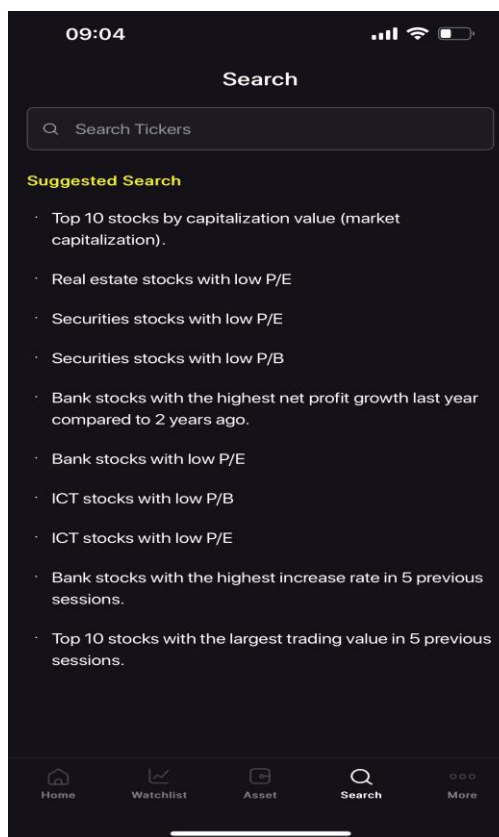 09:04
Search
Search Tickers
Suggested Search
· Top 10 stocks by capitalization value (market
capitalization).
· Real estate stocks with low P/E
· Securities stocks with low P/E
· Securities stocks with low P/B
· Bank stocks with the highest net profit growth last year
compared to 2 years ago.
· Bank stocks with low P/E
· ICT stocks with low P/B
· ICT stocks with low P/E
· Bank stocks with the highest increase rate in 5 previous
sessions.
· Top 10 stocks with the largest trading value in 5 previous
sessions.
Home Watchlist Asset Search More